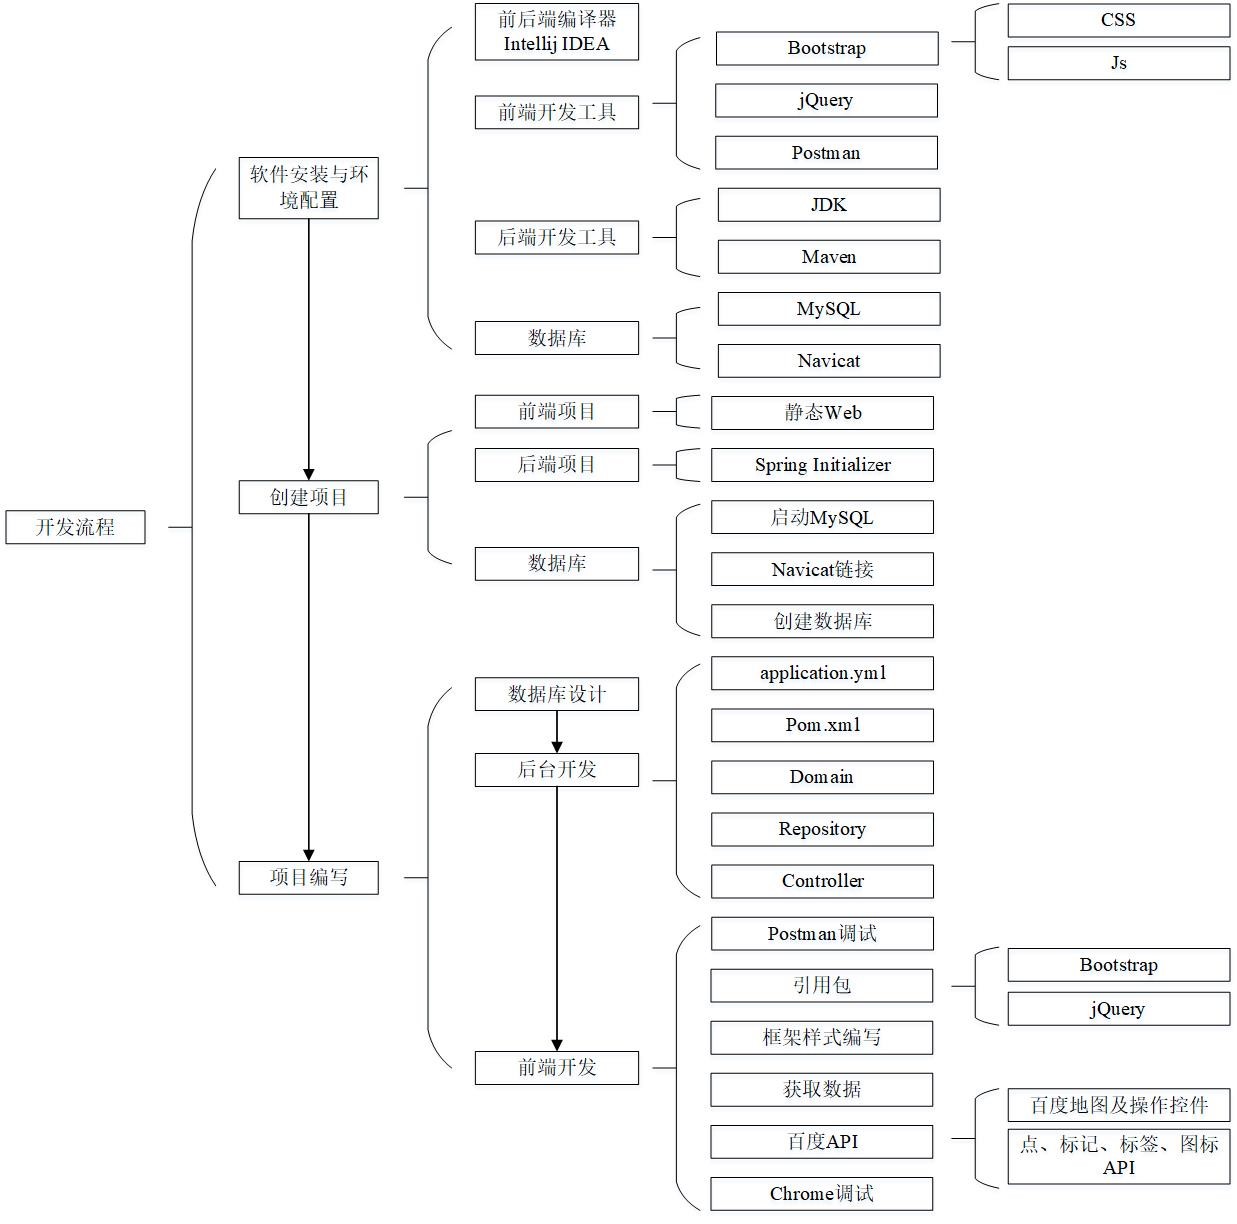 开发流程
软件安装与环
境配置
前后端编译器
Intellij IDEA
前端开发工具
Bootstrap
CSS
Js
jQuery
Postman
后端开发工具
JDK
Maven
数据库
MySQL
Navicat
创建项目
前端项目
静态Web
后端项目
Spring Initializer
数据库
启动MySQL
Navicat链接
创建数据库
项目编写
数据库设计
后台开发
application.yml
Pom.xml
Domain
Repository
Controller
前端开发
Postman调试
引用包
Bootstrap
jQuery
框架样式编写
获取数据
百度API
百度地图及操作控件
点、标记、标签、图标
API
Chrome调试